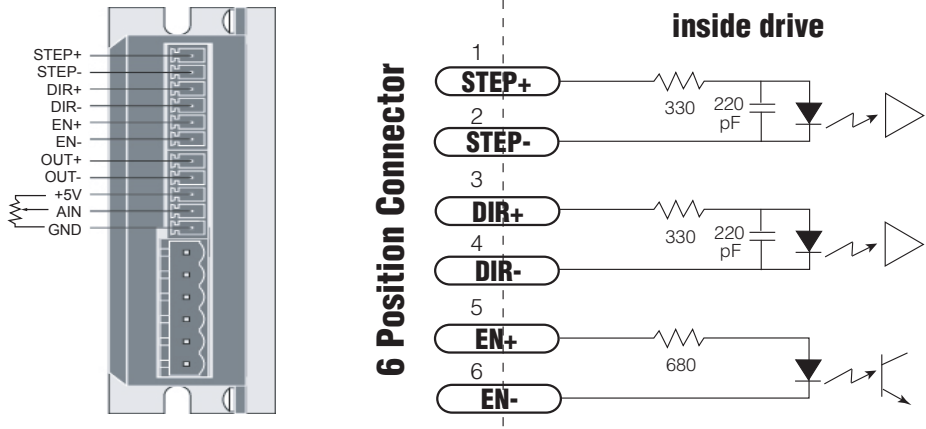 STEP+
STEP-
DIR+
DIR-
EN+
EN-
OUT+
OUT-
+5V
AIN
GND
6 Position Connector
inside drive
1
STEP+
330
220
pF
2
STEP-
3
DIR+
330
220
pF
4
DIR-
5
EN+
680
6
EN-